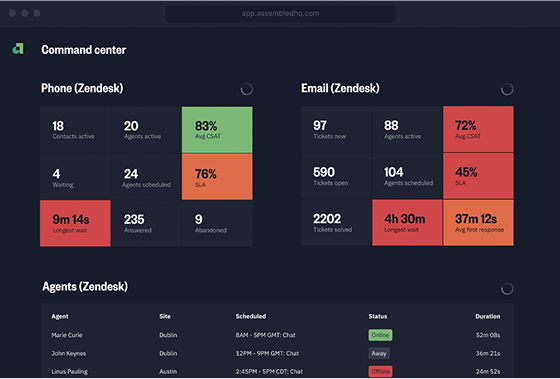 app.assembledhq.com
Command center
Phone (Zendesk)
18
Contacts active
20
Agents active
83%
Avg CSAT
4
Waiting
24
Agents scheduled
76%
SLA
9m 14s
Longest wait
235
Answered
9
Abandoned
Email (Zendesk)
97
Tickets new
88
Agents active
72%
Avg CSAT
590
Tickets open
104
Agents scheduled
45%
SLA
2202
Tickets solved
4h 30m
Longest wait
37m 12s
Avg first response
Agents (Zendesk)
Agent Site Scheduled Status Duration
Marie Curie Dublin 8AM - 5PM GMT: Chat Online 52m 08s
John Keynes Dublin 12PM - 9PM GMT: Chat Away 36m 21s
Linus Pauling Austin 2:45PM - 5PM CDT: Chat Offline 24m 52s